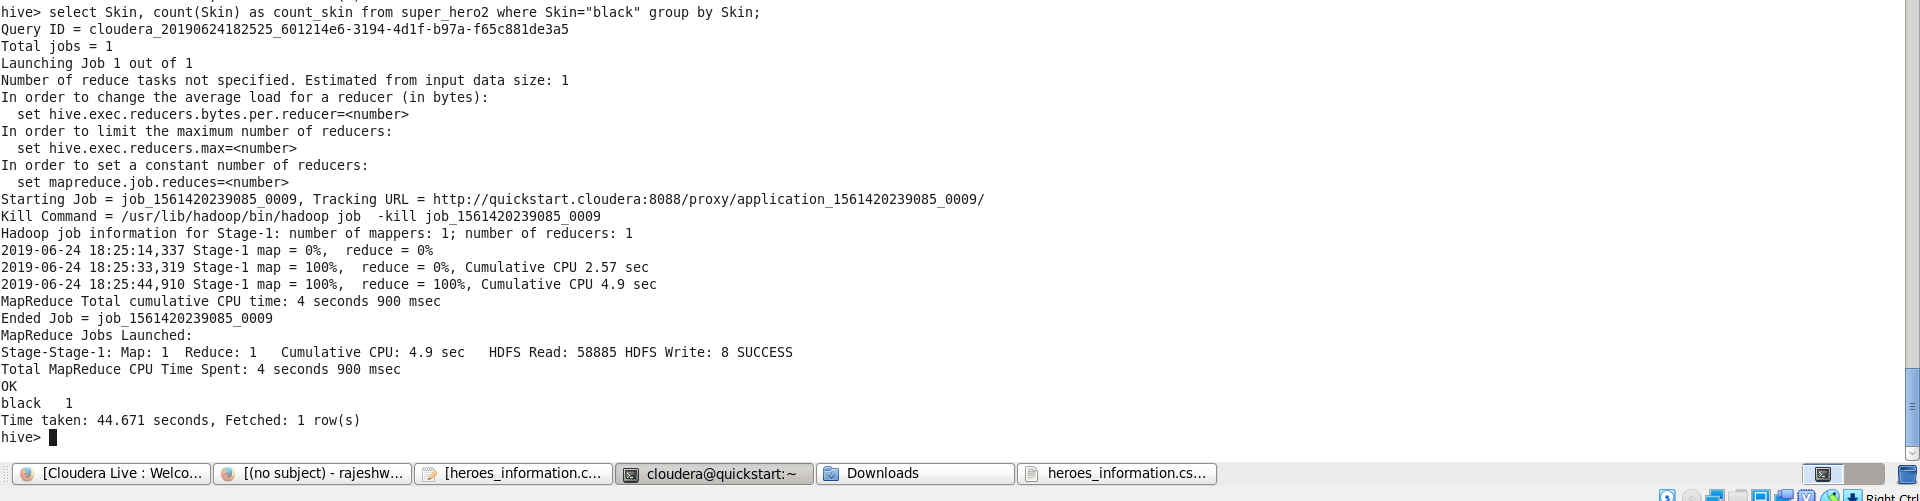 hive> select Skin, count(Skin) as count_skin from super_hero2 where Skin="black" group by Skin;
Query ID = cloudera_20190624182525_601214e6-3194-4d1f-b97a-f65c881de3a5
Total jobs = 1
Launching Job 1 out of 1
Number of reduce tasks not specified. Estimated from input data size: 1
In order to change the average load for a reducer (in bytes):
  set hive.exec.reducers.bytes.per.reducer=<number>
In order to limit the maximum number of reducers:
  set hive.exec.reducers.max=<number>
In order to set a constant number of reducers:
  set mapreduce.job.reduces=<number>
Starting Job = job_1561420239085_0009, Tracking URL = http://quickstart.cloudera:8088/proxy/application_1561420239085_0009/
Kill Command = /usr/lib/hadoop/bin/hadoop job  -kill job_1561420239085_0009
Hadoop job information for Stage-1: number of mappers: 1; number of reducers: 1
2019-06-24 18:25:14,337 Stage-1 map = 0%,  reduce = 0%
2019-06-24 18:25:33,319 Stage-1 map = 100%,  reduce = 0%, Cumulative CPU 2.57 sec
2019-06-24 18:25:44,910 Stage-1 map = 100%,  reduce = 100%, Cumulative CPU 4.9 sec
MapReduce Total cumulative CPU time: 4 seconds 900 msec
Ended Job = job_1561420239085_0009
MapReduce Jobs Launched:
Stage-Stage-1: Map: 1  Reduce: 1   Cumulative CPU: 4.9 sec   HDFS Read: 58885 HDFS Write: 8 SUCCESS
Total MapReduce CPU Time Spent: 4 seconds 900 msec
OK
black   1
Time taken: 44.671 seconds, Fetched: 1 row(s)
hive>
[Cloudera Live : Welco... [(no subject) - rajeshw... [heroes_information.c... cloudera@quickstart:~ Downloads heroes_information.cs...
Right Ctrl